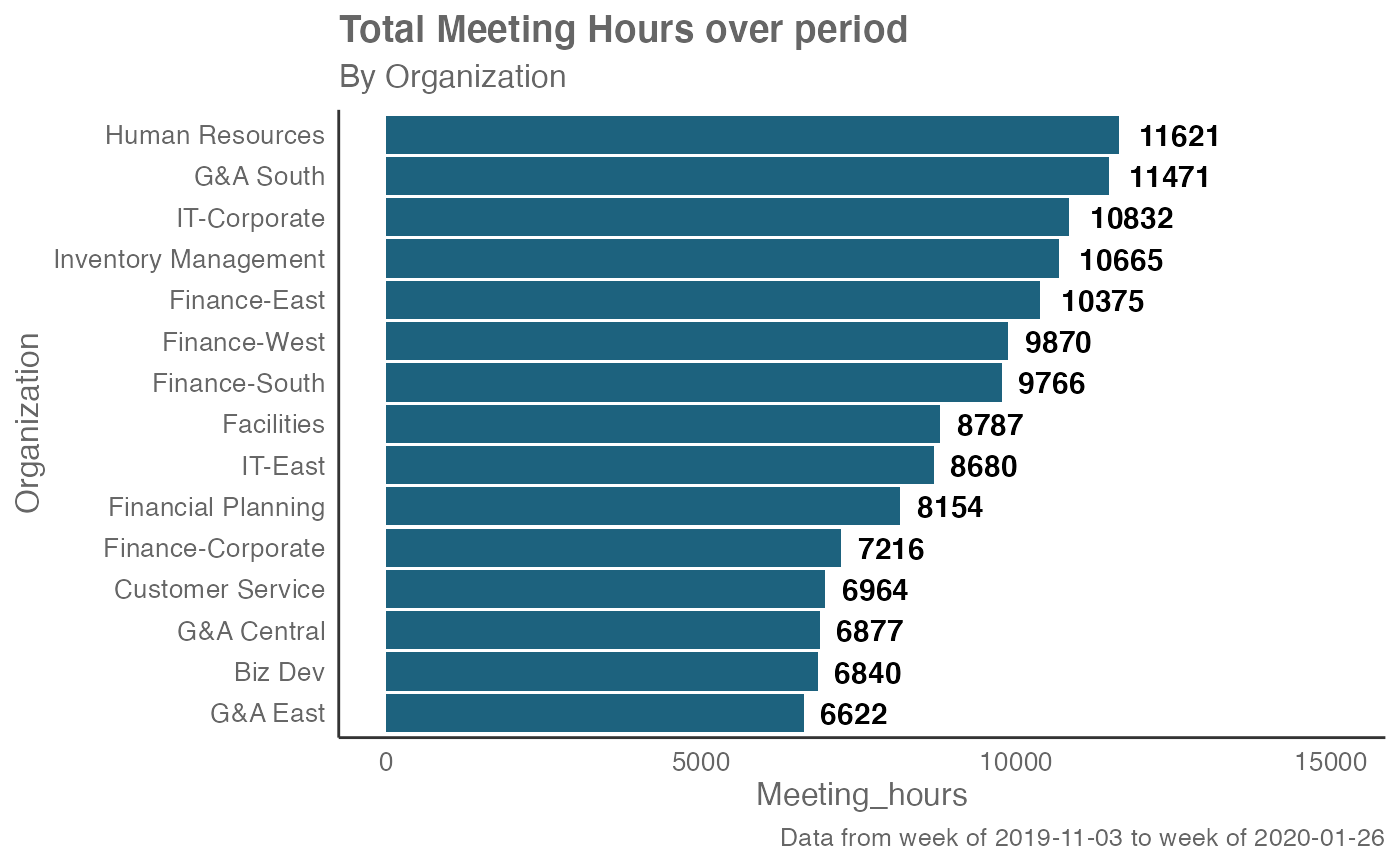 Total Meeting Hours over period
By Organization
Human Resources 11621
G&A South 11471
IT-Corporate 10832
Inventory Management 10665
Finance-East 10375
Finance-West 9870
Finance-South 9766
Facilities 8787
IT-East 8680
Financial Planning 8154
Finance-Corporate 7216
Customer Service 6964
G&A Central 6877
Biz Dev 6840
G&A East 6622
Organization
0 5000 10000 15000
Meeting_hours
Data from week of 2019-11-03 to week of 2020-01-26